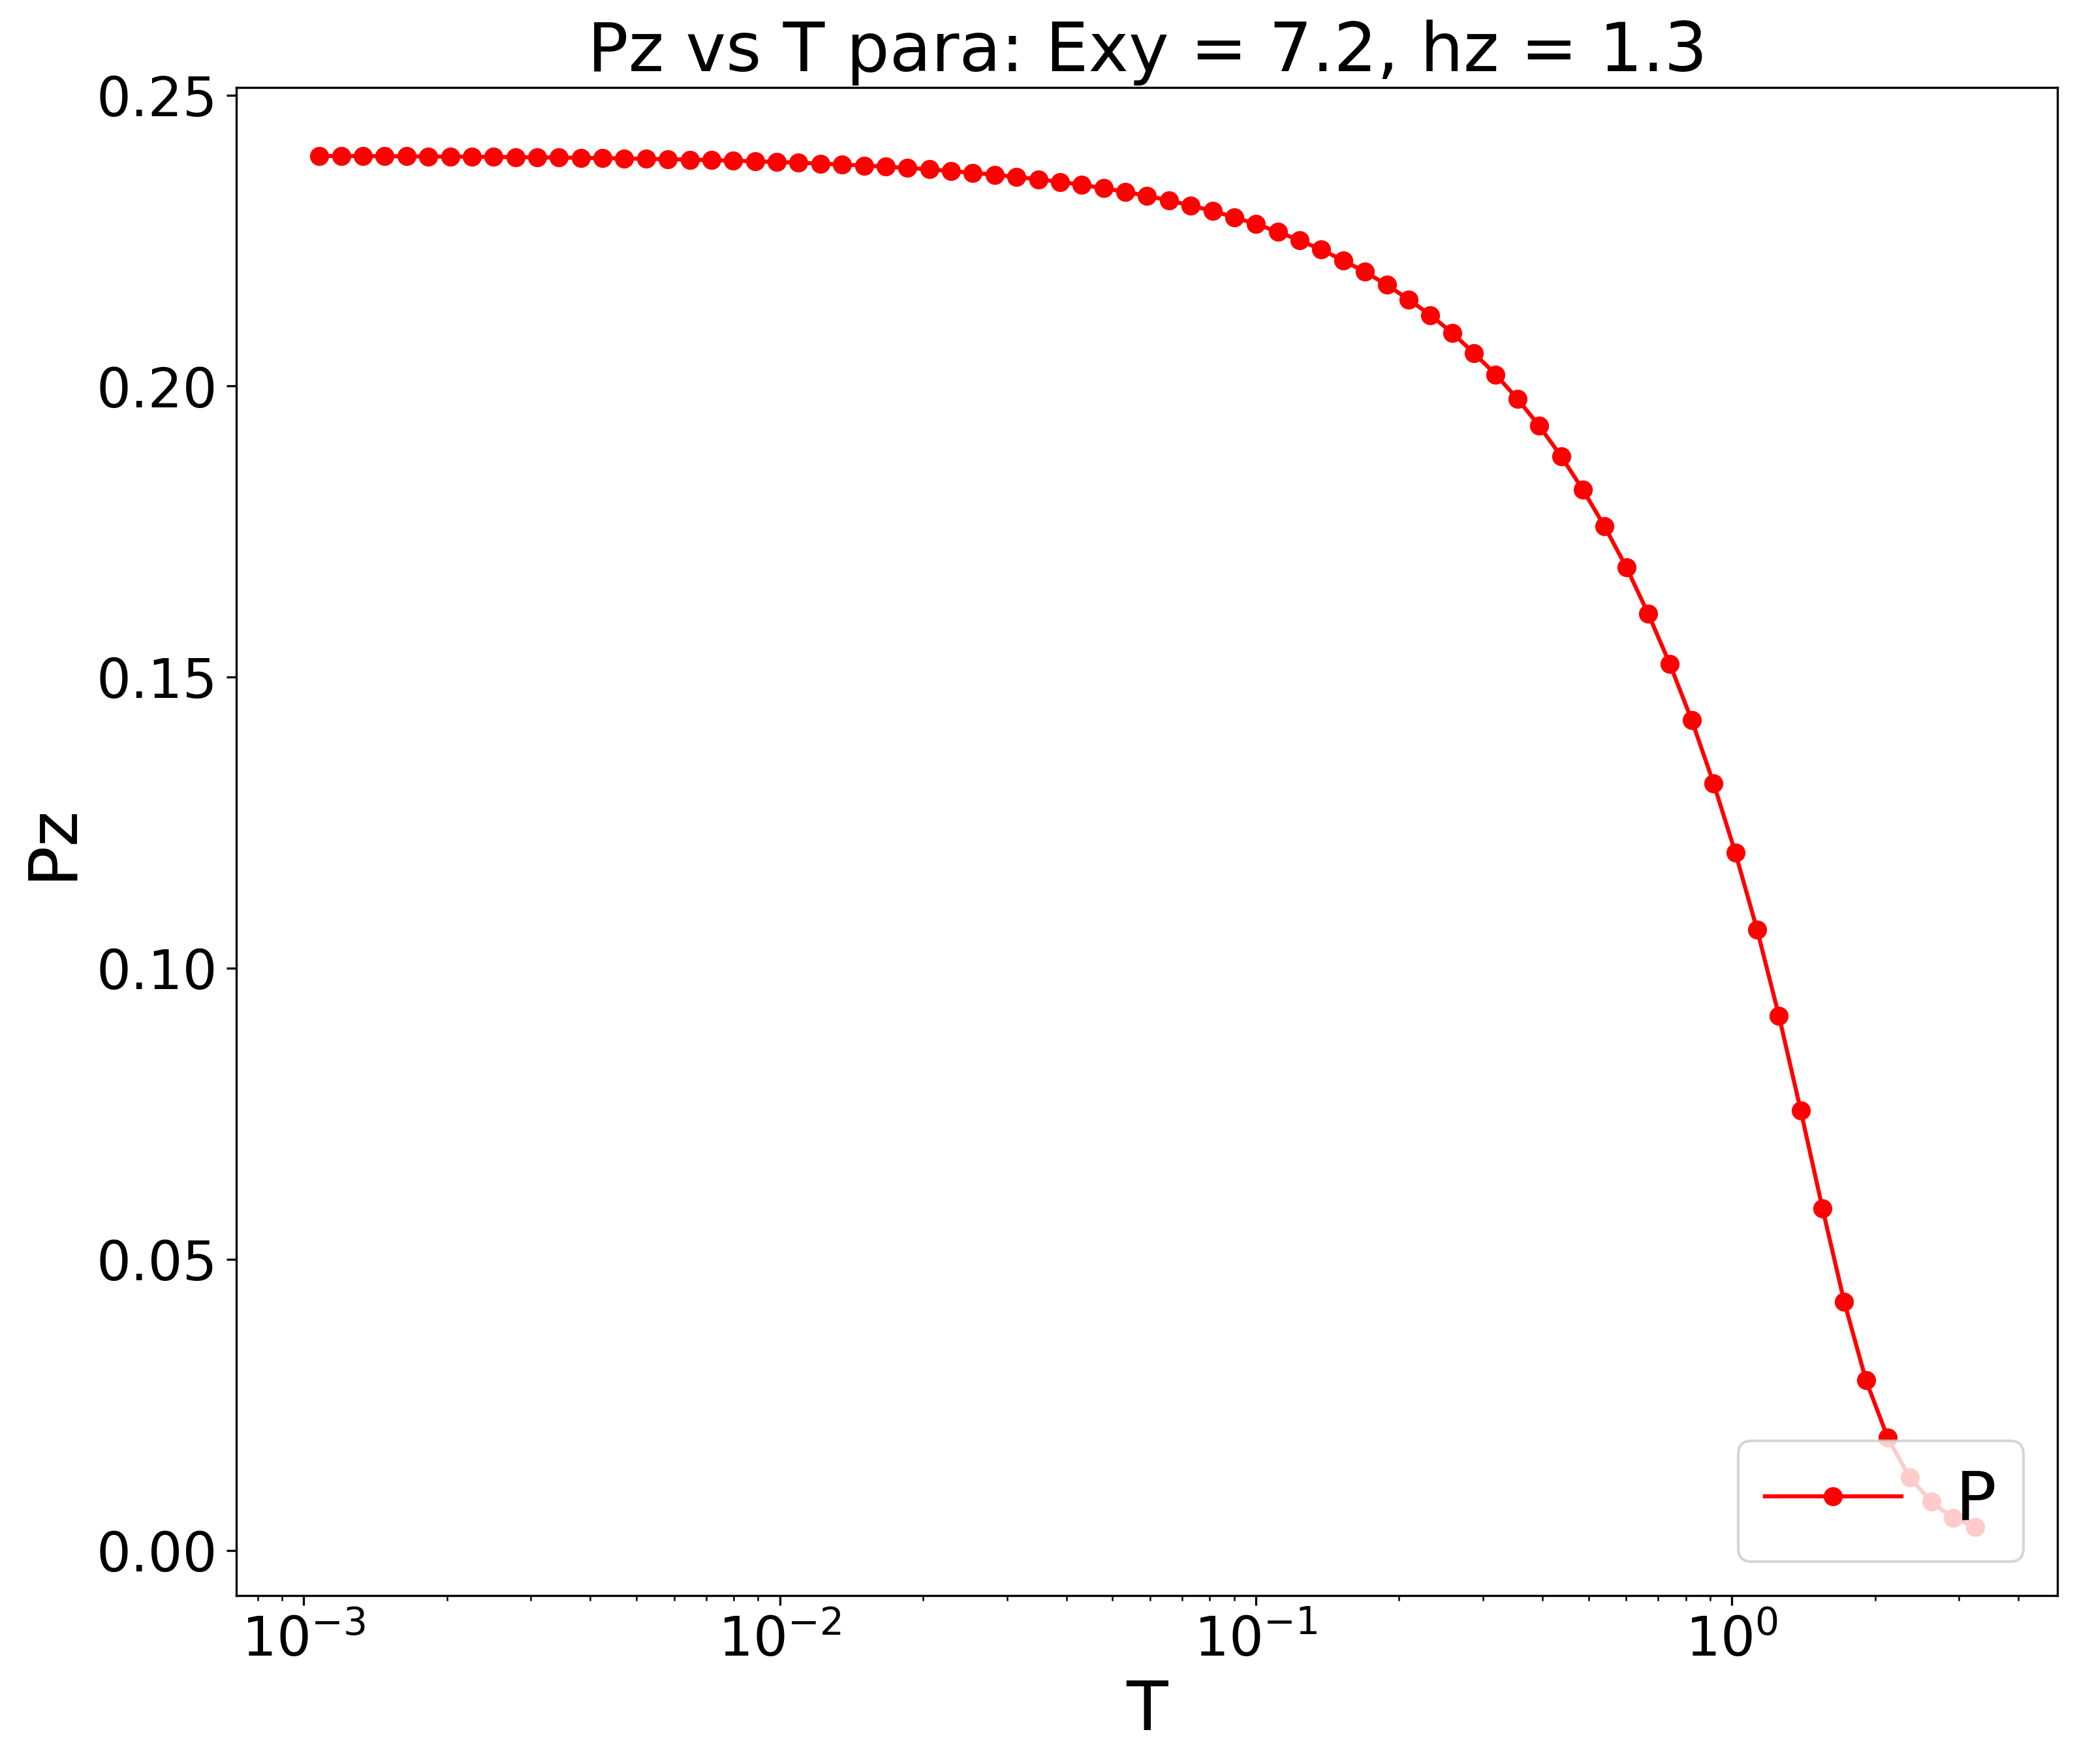 Pz vs T para: Exy = 7.2, hz = 1.3
0.25
0.20
0.15
0.10
0.05
0.00
Pz
P
10⁻³ 10⁻² 10⁻¹ 10⁰
T